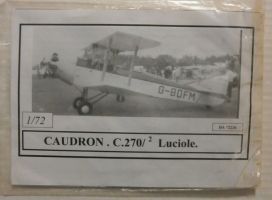 G-BDFM
1/72
CAUDRON . C.270/ 2 Luciole.